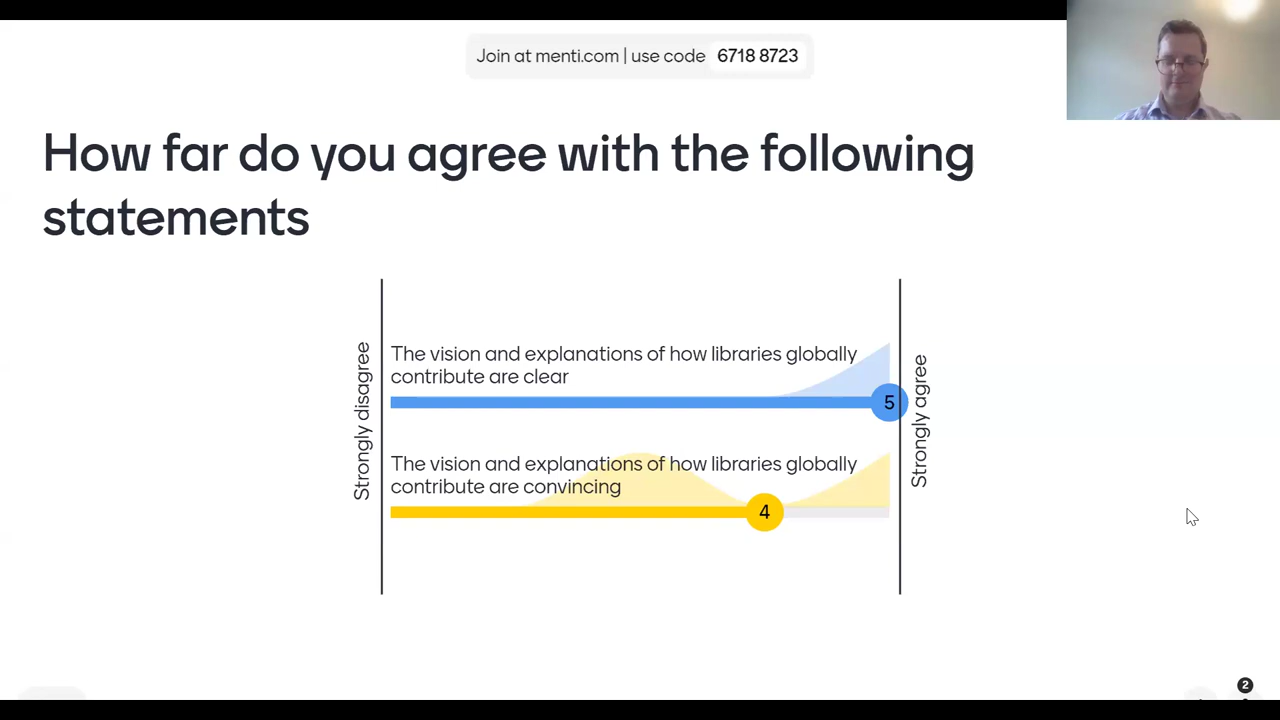 Join at menti.com | use code 6718 8723
How far do you agree with the following
statements
Strongly disagree
The vision and explanations of how libraries globally
contribute are clear
5
The vision and explanations of how libraries globally
contribute are convincing
4
Strongly agree
2